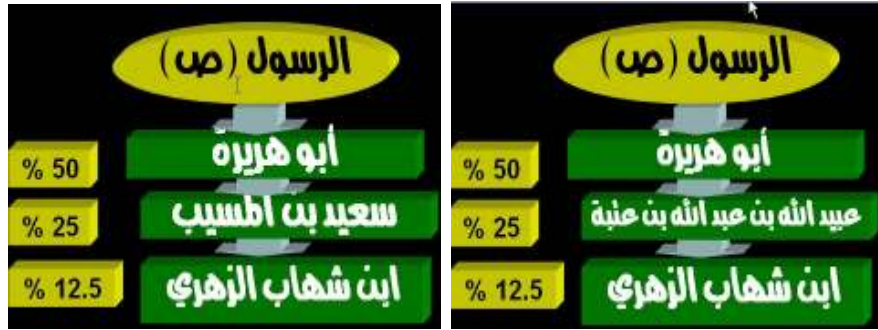 الرسول (ص)
أبو هريرة
% 50
سعيد بن المسيب
% 25
ابن شهاب الزهري
% 12.5
الرسول (ص)
أبو هريرة
% 50
عبيد الله بن عبد الله بن عتبة
% 25
ابن شهاب الزهري
% 12.5